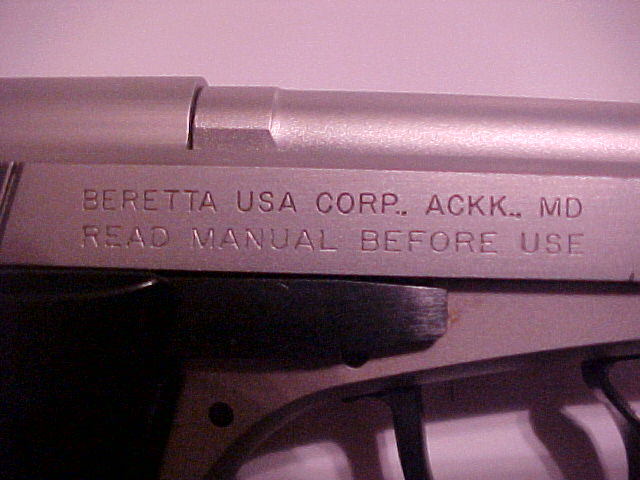 BERETTA USA CORP., ACKK., MD
READ MANUAL BEFORE USE